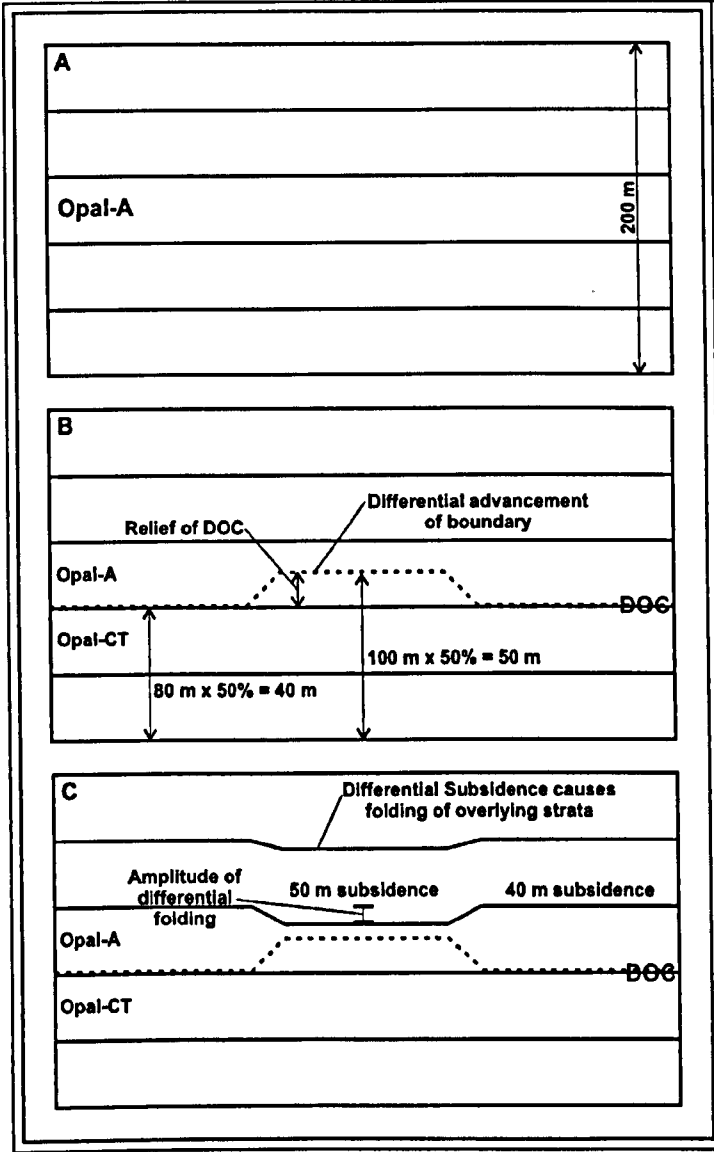 A
Opal-A
200 m
B
Differential advancement
of boundary
Relief of DOC
Opal-A
DOC
Opal-CT
100 m x 50% = 50 m
80 m x 50% = 40 m
C
Differential Subsidence causes
folding of overlying strata
Amplitude of
differential
folding
50 m subsidence
40 m subsidence
Opal-A
DOC
Opal-CT